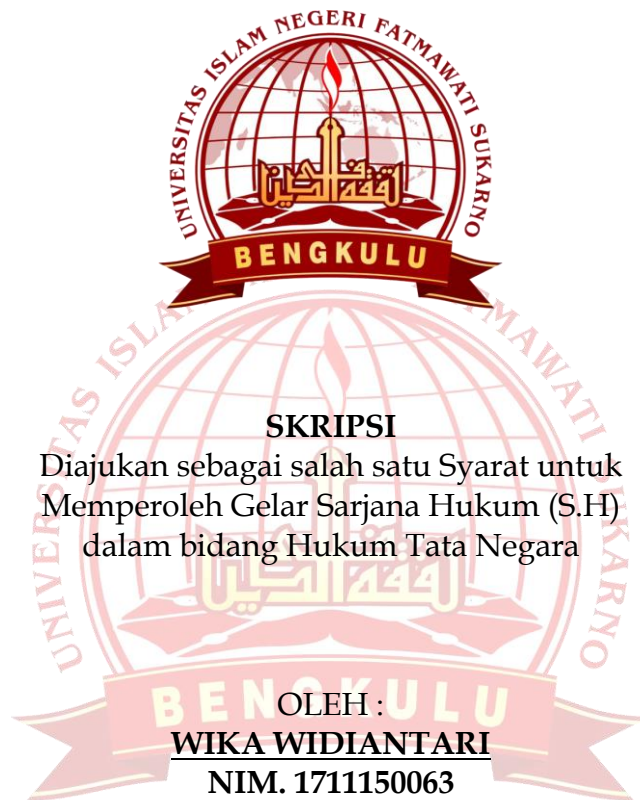 UNIVERSITAS ISLAM NEGERI FATMAWATI SUKARNO
BENGKULU
SKRIPSI
Diajukan sebagai salah satu Syarat untuk
Memperoleh Gelar Sarjana Hukum (S.H)
dalam bidang Hukum Tata Negara
OLEH :
WIKA WIDIANTARI
NIM. 1711150063
BENGKULU